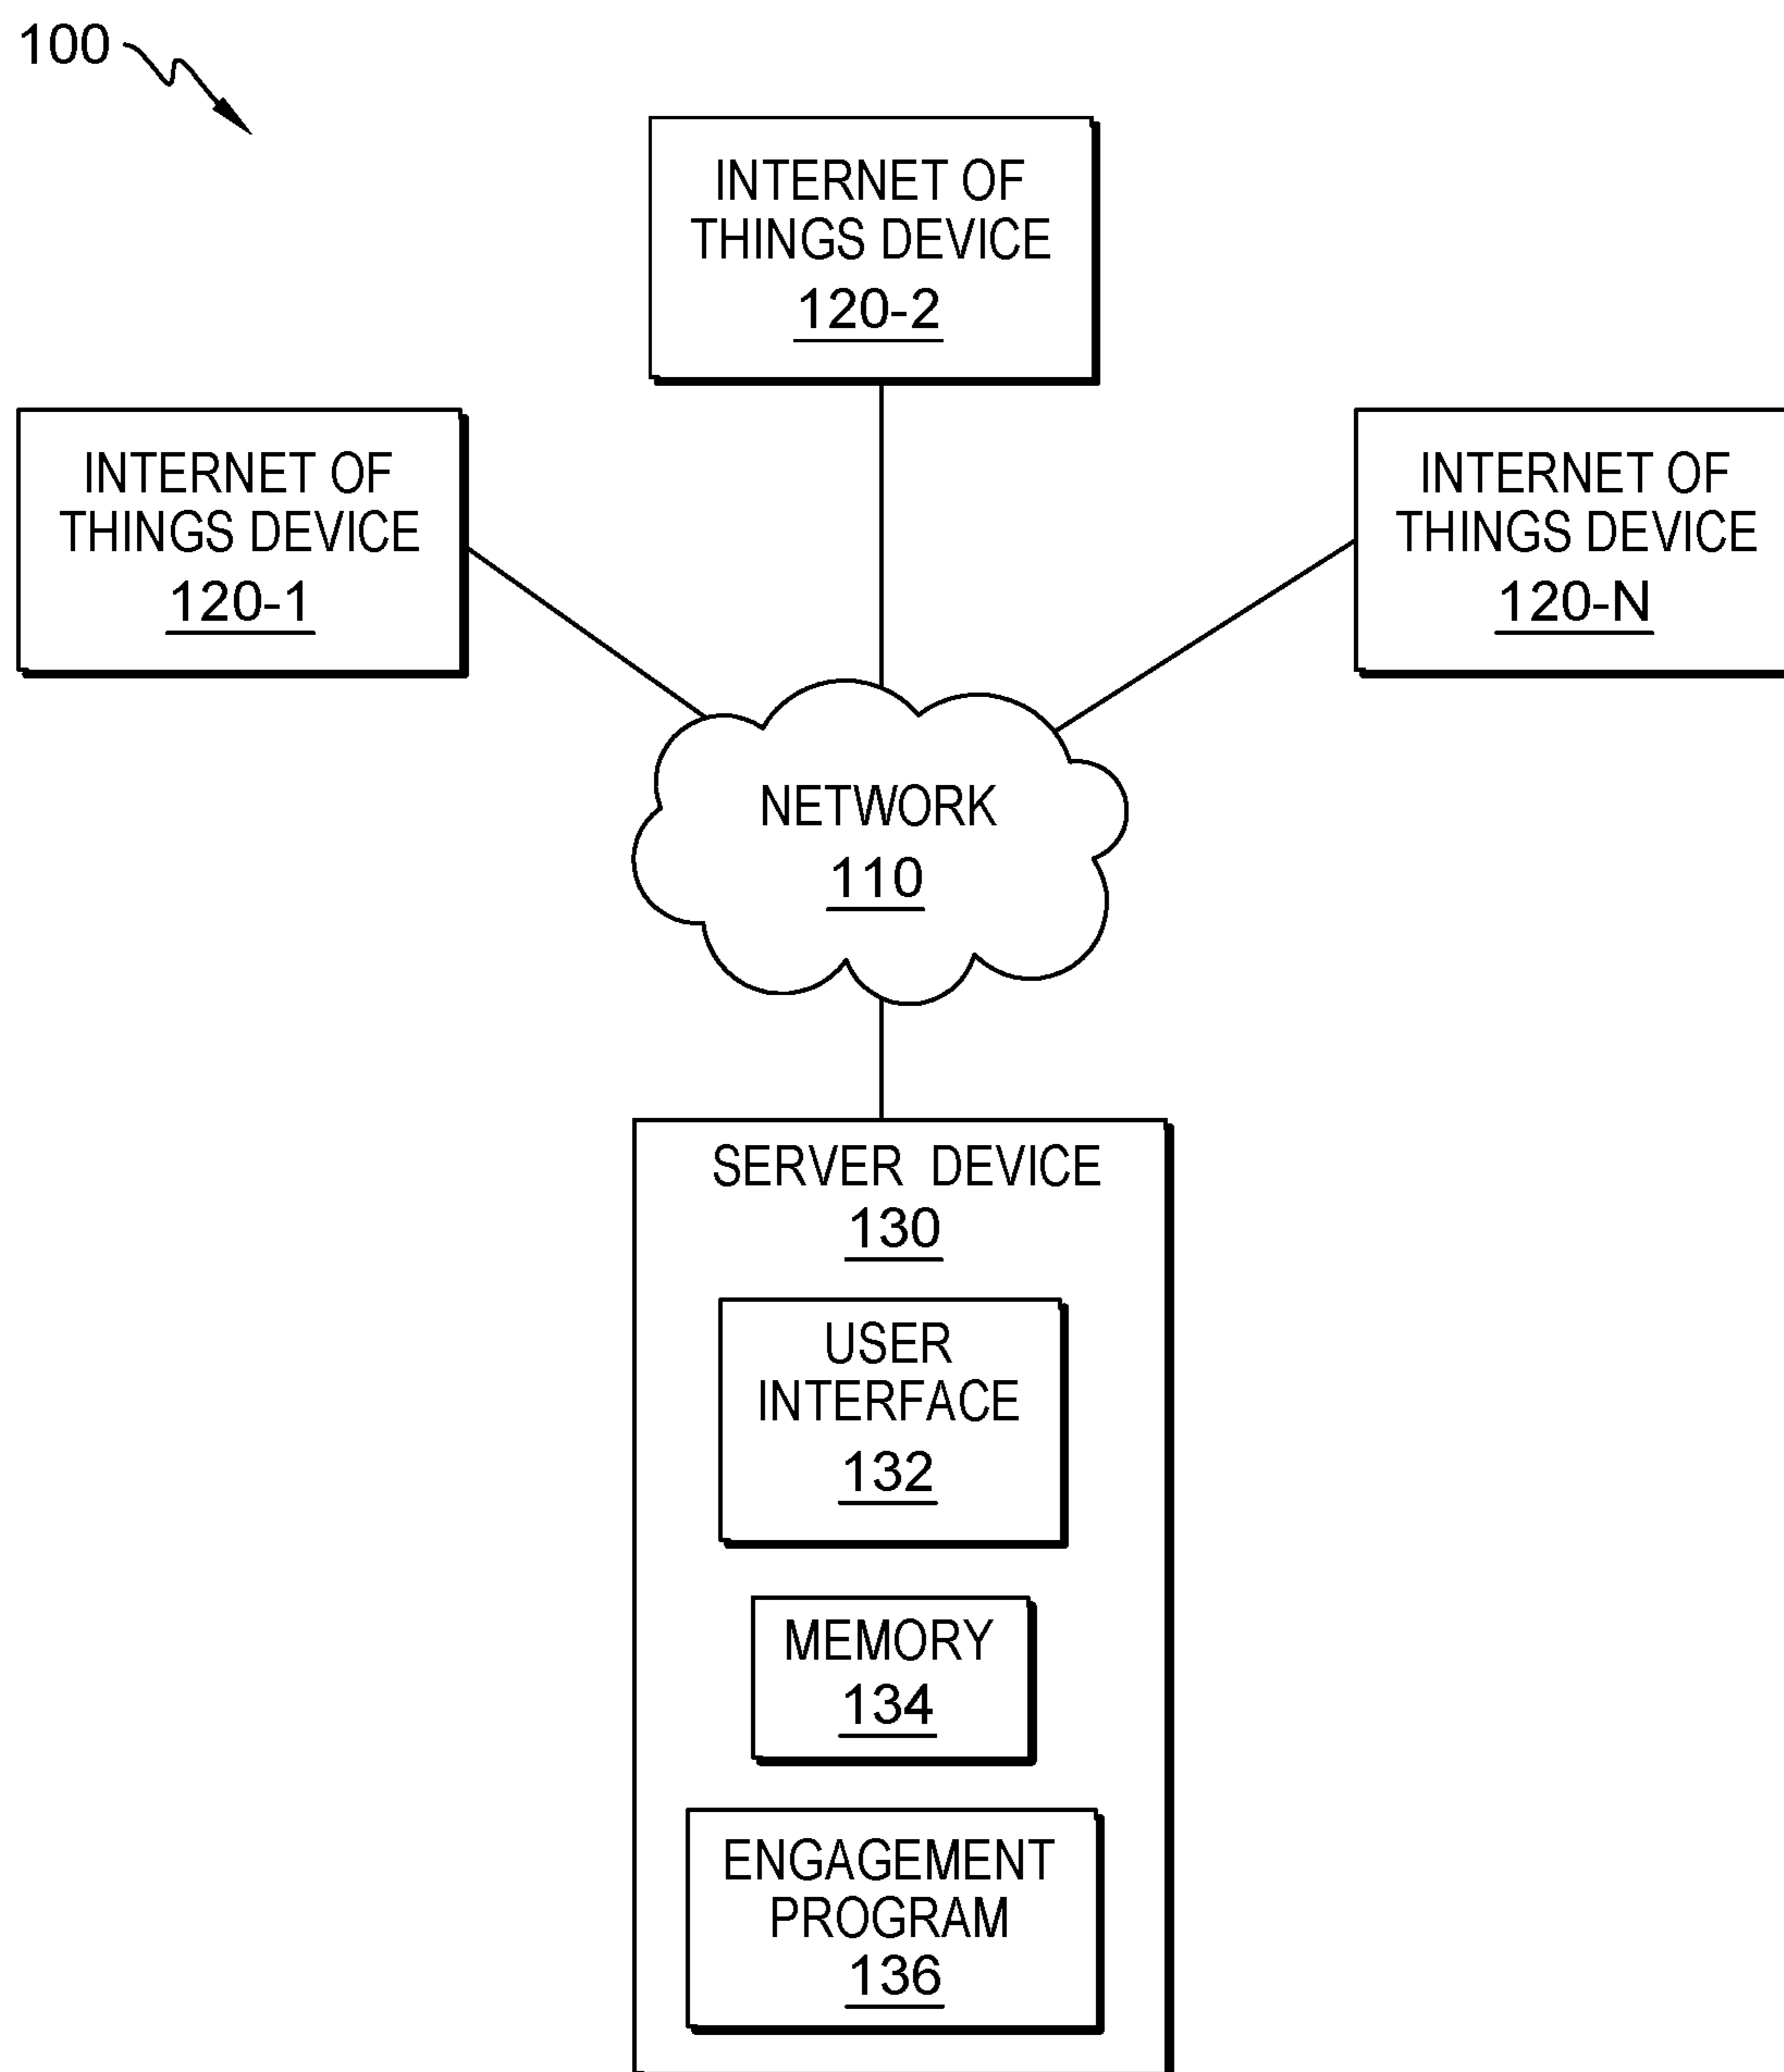 100
INTERNET OF
THINGS DEVICE
120-2
INTERNET OF
THINGS DEVICE
120-1
INTERNET OF
THINGS DEVICE
120-N
NETWORK
110
SERVER DEVICE
130
USER
INTERFACE
132
MEMORY
134
ENGAGEMENT
PROGRAM
136